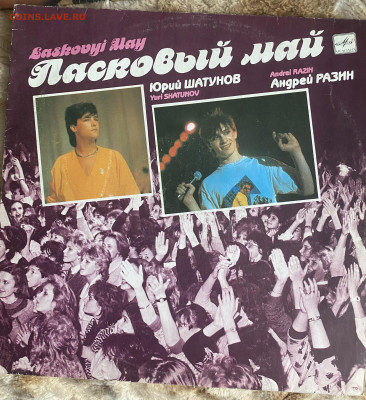 COINS.LAVE.RU
Laskovyi May
Ласковый май
Юрий ШАТУНОВ
Yuri SHATUNOV
Andrei RAZIN
Андрей РАЗИН